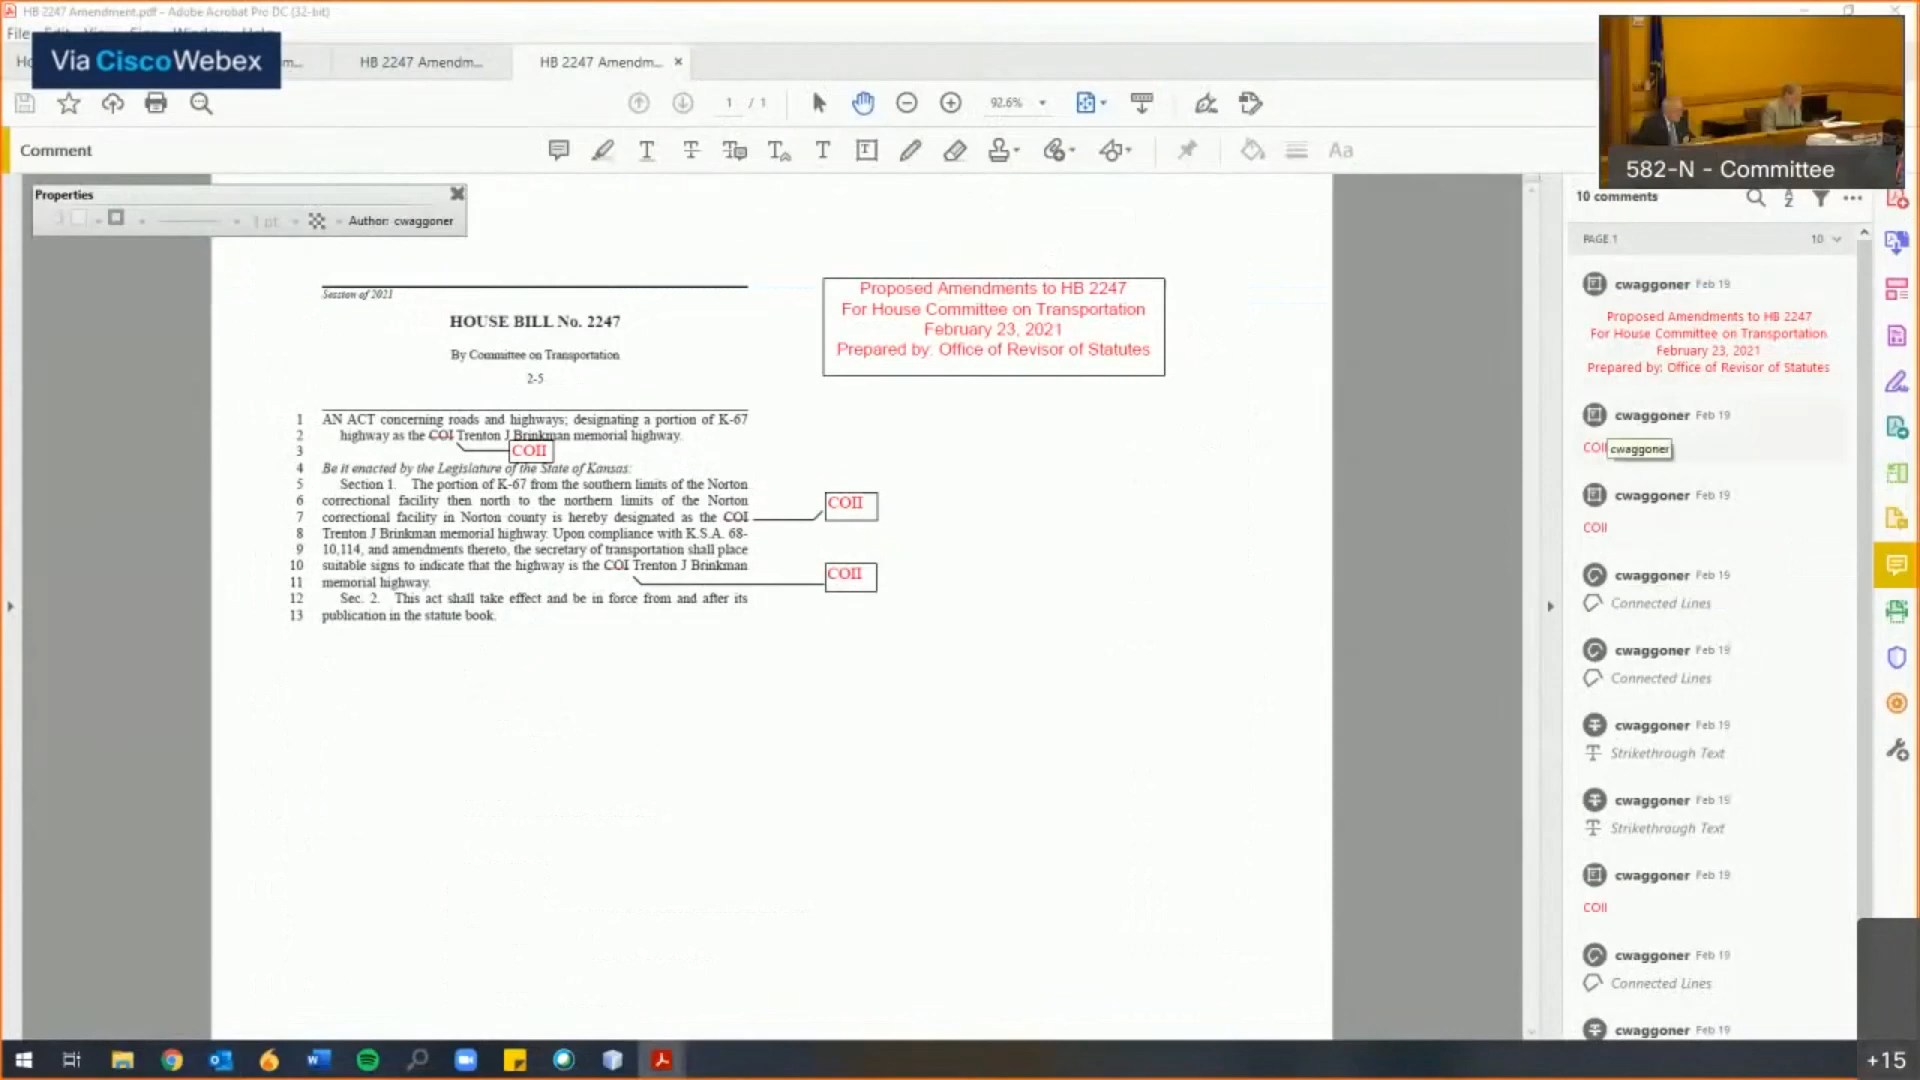 HB 2247 Amendment.pdf - Adobe Acrobat Pro DC (32-bit)
File Edit View Sign Window Help
Via CiscoWebex
HB 2247 Amendm...
HB 2247 Amendm...
1 / 1
92.6%
582-N - Committee
Comment
Properties
1 pt
Author: cwaggoner
Session of 2021
HOUSE BILL No. 2247
By Committee on Transportation
2-5
Proposed Amendments to HB 2247
For House Committee on Transportation
February 23, 2021
Prepared by: Office of Revisor of Statutes
1 AN ACT concerning roads and highways; designating a portion of K-67
2 highway as the COI Trenton J Brinkman memorial highway.
3
COII
4 Be it enacted by the Legislature of the State of Kansas:
5 Section 1. The portion of K-67 from the southern limits of the Norton
6 correctional facility then north to the northern limits of the Norton
COII
7 correctional facility in Norton county is hereby designated as the COI
8 Trenton J Brinkman memorial highway. Upon compliance with K.S.A. 68-
9 10,114, and amendments thereto, the secretary of transportation shall place
10 suitable signs to indicate that the highway is the COI Trenton J Brinkman
COII
11 memorial highway.
12 Sec. 2. This act shall take effect and be in force from and after its
13 publication in the statute book.
10 comments
PAGE 1 10
cwaggoner Feb 19
Proposed Amendments to HB 2247
For House Committee on Transportation
February 23, 2021
Prepared by: Office of Revisor of Statutes
cwaggoner Feb 19
COII
cwaggoner
cwaggoner Feb 19
COII
cwaggoner Feb 19
Connected Lines
cwaggoner Feb 19
Connected Lines
cwaggoner Feb 19
Strikethrough Text
cwaggoner Feb 19
Strikethrough Text
cwaggoner Feb 19
COII
cwaggoner Feb 19
Connected Lines
cwaggoner Feb 19
+15